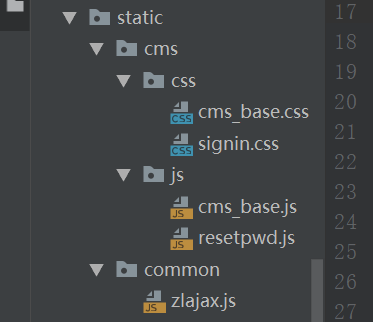 static
cms
css
cms_base.css
signin.css
js
cms_base.js
resetpwd.js
common
zlajax.js
17
18
19
20
21
22
23
24
25
26
27